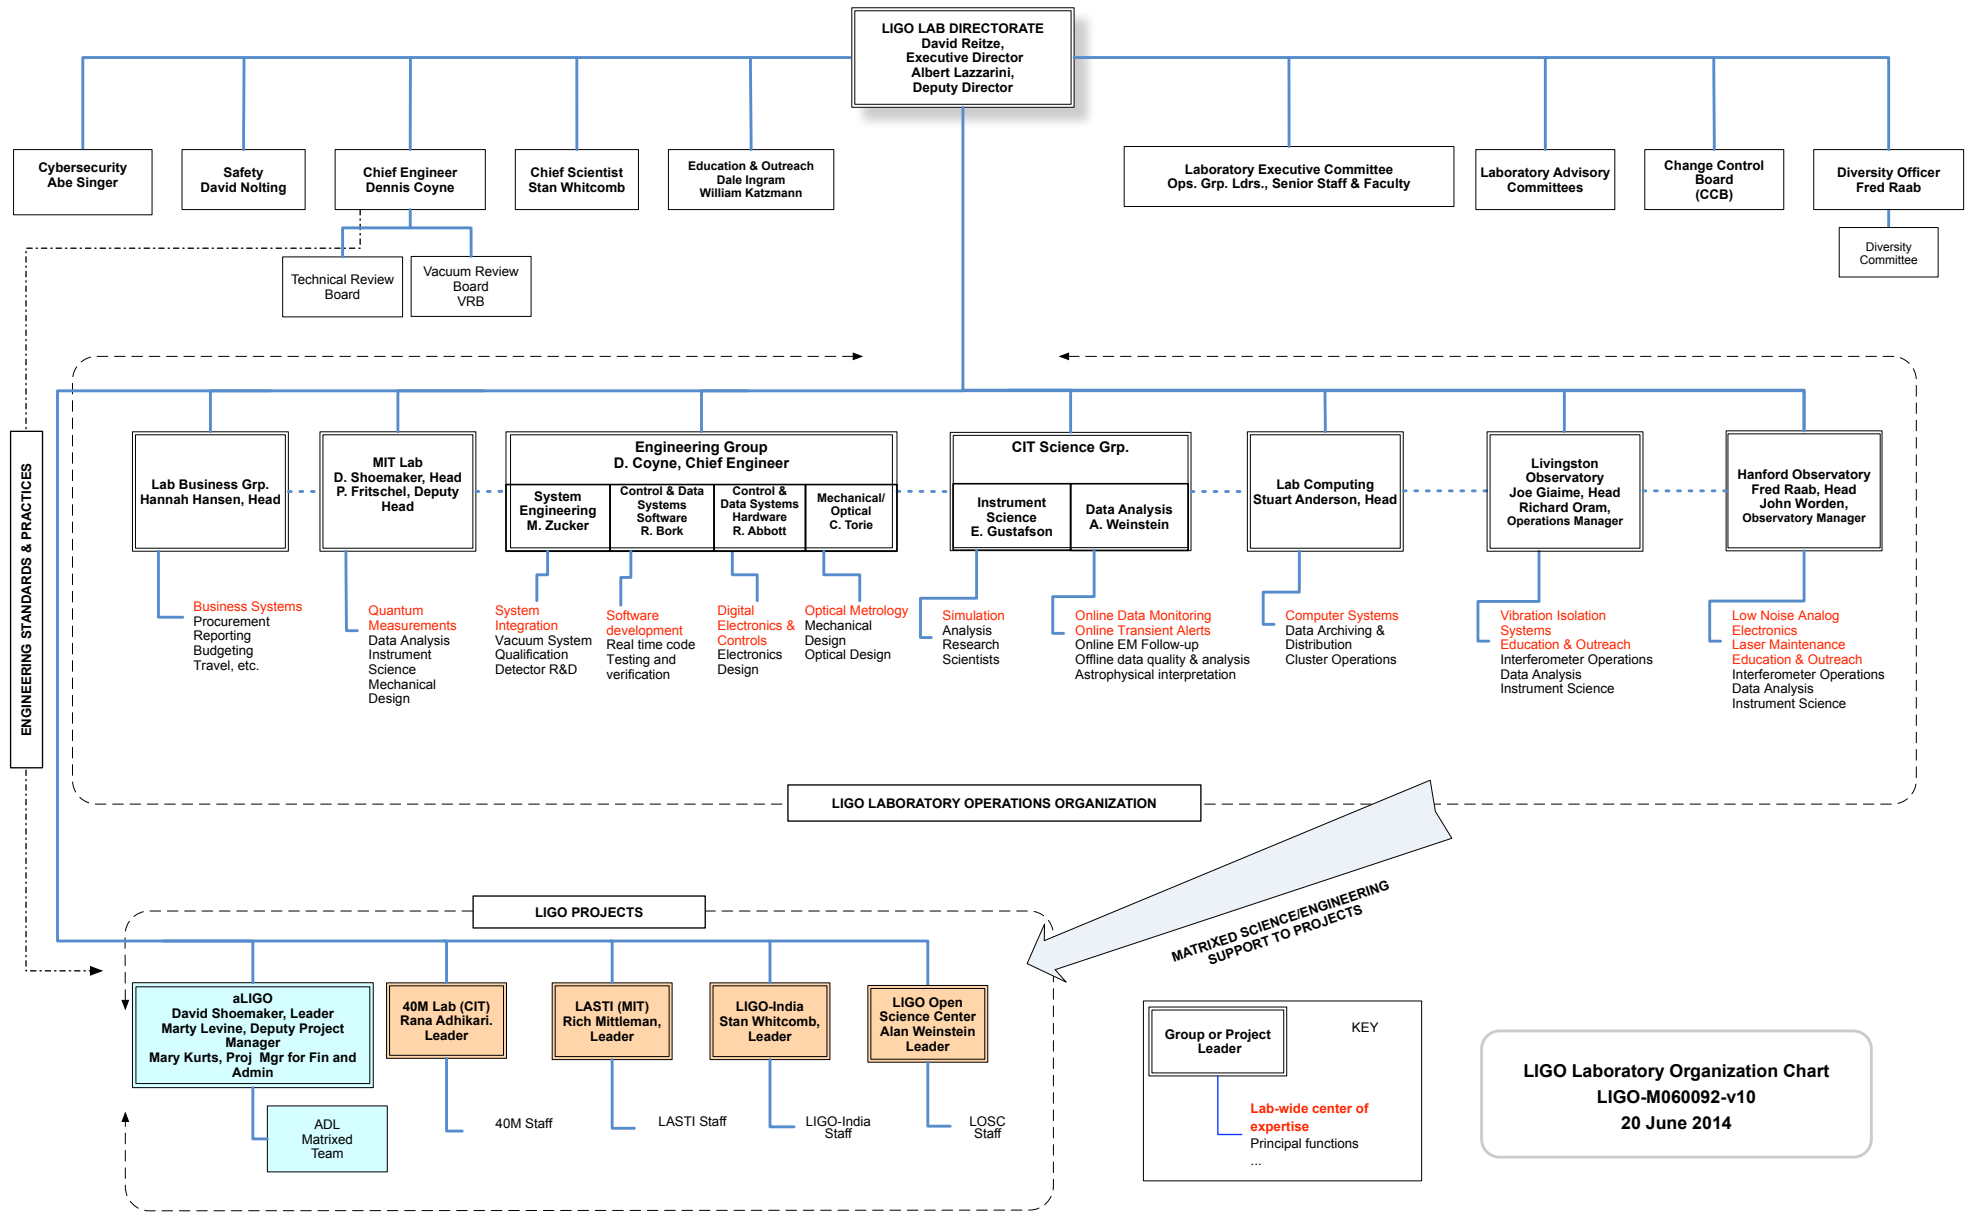 LIGO LAB DIRECTORATE
David Reitze,
Executive Director
Albert Lazzarini,
Deputy Director
Cybersecurity
Abe Singer
Safety
David Nolting
Chief Engineer
Dennis Coyne
Chief Scientist
Stan Whitcomb
Education & Outreach
Dale Ingram
William Katzmann
Laboratory Executive Committee
Ops. Grp. Ldrs., Senior Staff & Faculty
Laboratory Advisory
Committees
Change Control
Board
(CCB)
Diversity Officer
Fred Raab
Technical Review
Board
Vacuum Review
Board
VRB
Diversity
Committee
ENGINEERING STANDARDS & PRACTICES
Lab Business Grp.
Hannah Hansen, Head
MIT Lab
D. Shoemaker, Head
P. Fritschel, Deputy
Head
Engineering Group
D. Coyne, Chief Engineer
System
Engineering
M. Zucker
Control & Data
Systems
Software
R. Bork
Control &
Data Systems
Hardware
R. Abbott
Mechanical/
Optical
C. Torie
CIT Science Grp.
Instrument
Science
E. Gustafson
Data Analysis
A. Weinstein
Lab Computing
Stuart Anderson, Head
Livingston
Observatory
Joe Giaime, Head
Richard Oram,
Operations Manager
Hanford Observatory
Fred Raab, Head
John Worden,
Observatory Manager
Business Systems
Procurement
Reporting
Budgeting
Travel, etc.
Quantum
Measurements
Data Analysis
Instrument
Science
Mechanical
Design
System
Integration
Vacuum System
Qualification
Detector R&D
Software
development
Real time code
Testing and
verification
Digital
Electronics &
Controls
Electronics
Design
Optical Metrology
Mechanical
Design
Optical Design
Simulation
Analysis
Research
Scientists
Online Data Monitoring
Online Transient Alerts
Online EM Follow-up
Offline data quality & analysis
Astrophysical interpretation
Computer Systems
Data Archiving &
Distribution
Cluster Operations
Vibration Isolation
Systems
Education & Outreach
Interferometer Operations
Data Analysis
Instrument Science
Low Noise Analog
Electronics
Laser Maintenance
Education & Outreach
Interferometer Operations
Data Analysis
Instrument Science
LIGO LABORATORY OPERATIONS ORGANIZATION
MATRIXED SCIENCE/ENGINEERING
SUPPORT TO PROJECTS
LIGO PROJECTS
aLIGO
David Shoemaker, Leader
Marty Levine, Deputy Project
Manager
Mary Kurts, Proj Mgr for Fin and
Admin
40M Lab (CIT)
Rana Adhikari.
Leader
LASTI (MIT)
Rich Mittleman,
Leader
LIGO-India
Stan Whitcomb,
Leader
LIGO Open
Science Center
Alan Weinstein
Leader
ADL
Matrixed
Team
40M Staff
LASTI Staff
LIGO-India
Staff
LOSC
Staff
KEY
Group or Project
Leader
Lab-wide center of
expertise
Principal functions
...
LIGO Laboratory Organization Chart
LIGO-M060092-v10
20 June 2014